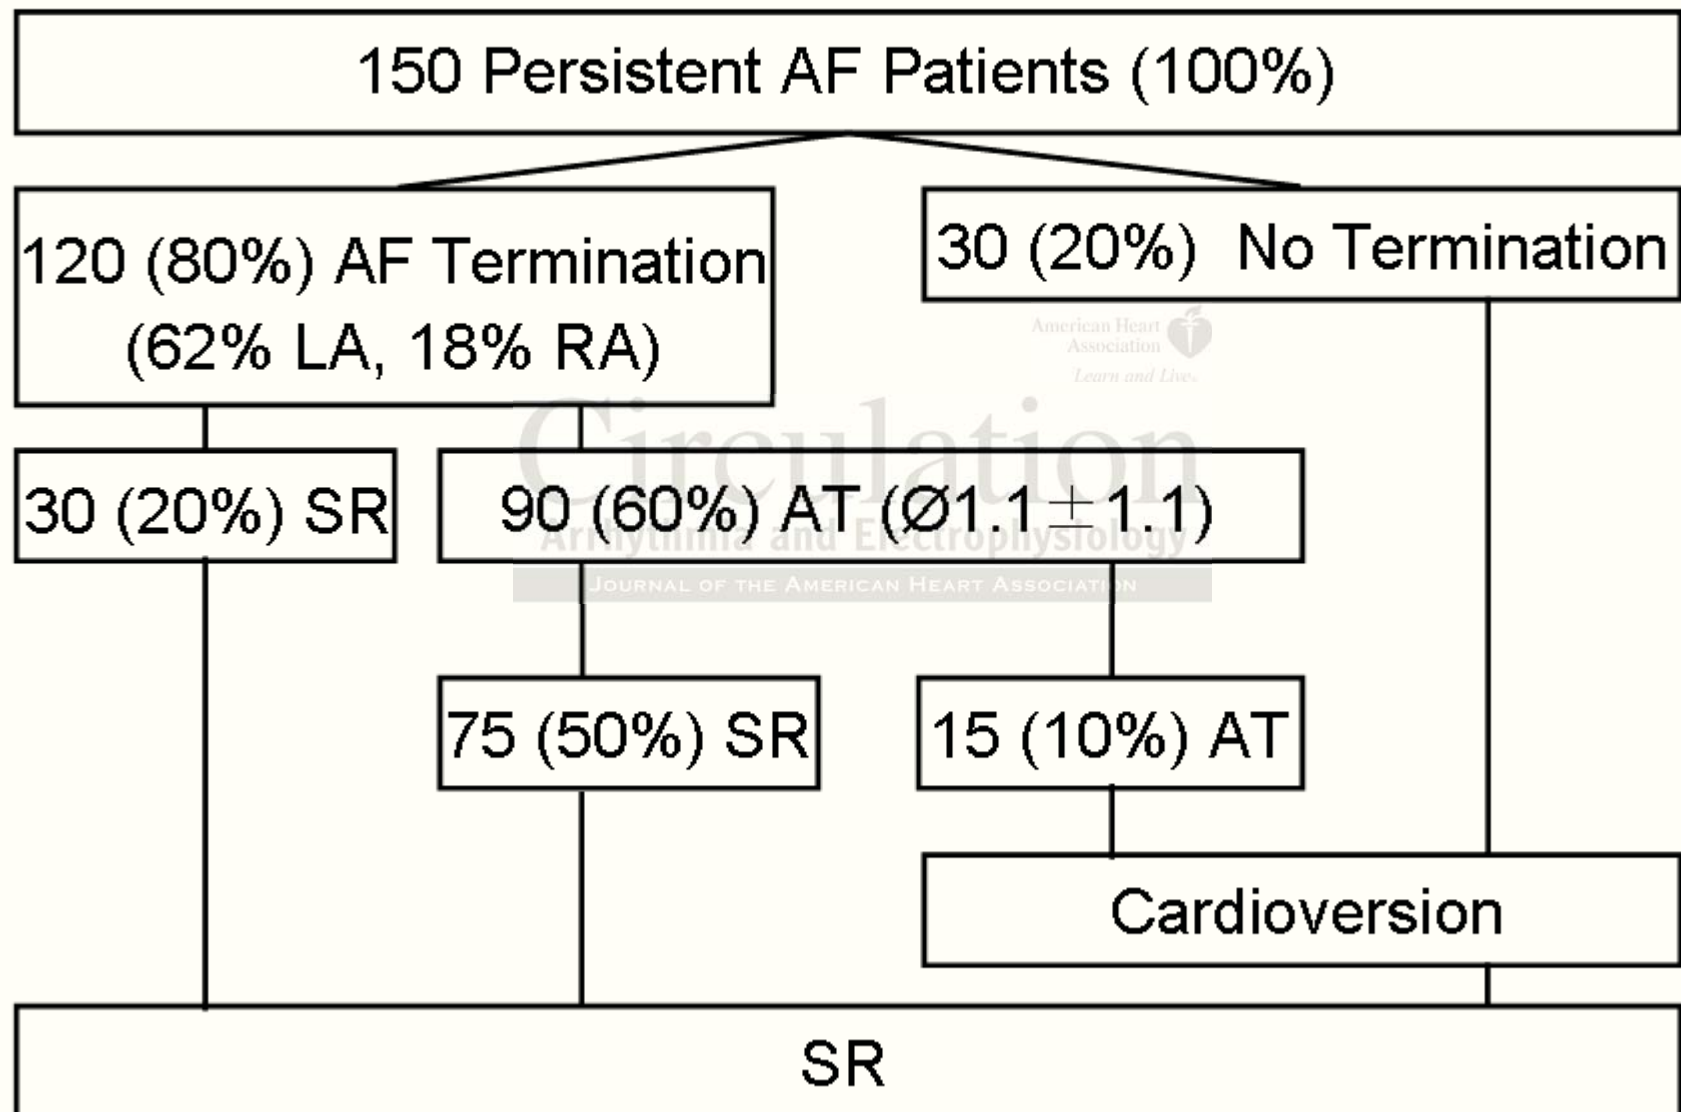 150 Persistent AF Patients (100%)
120 (80%) AF Termination
(62% LA, 18% RA)
30 (20%) No Termination
American Heart
Association
Learn and Live
Circulation
30 (20%) SR
90 (60%) AT (Ø1.1±1.1)
Arrhythmia and Electrophysiology
JOURNAL OF THE AMERICAN HEART ASSOCIATION
75 (50%) SR
15 (10%) AT
Cardioversion
SR